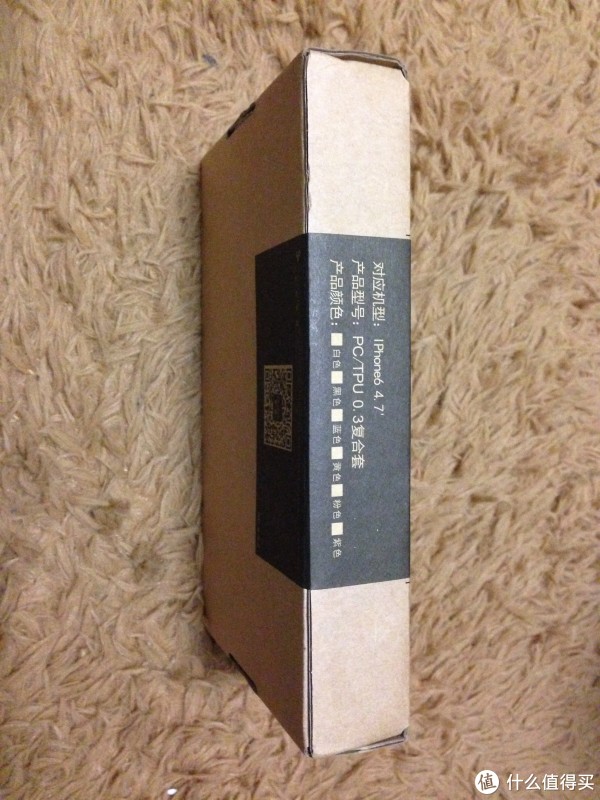 对应机型：IPhone6 4.7'
产品型号：PC/TPU 0.3复合套
产品颜色：白色 黑色 蓝色 黄色 粉色 紫色
值 什么值得买